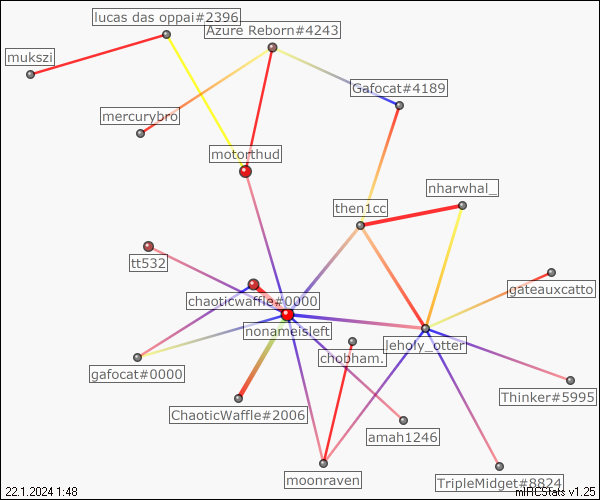 lucas das oppai#2396
Azure Reborn#4243
mukszi
Gafocat#4189
mercurybro
motorthud
nharwhal_
then1cc
tt532
gateauxcatto
chaoticwaffle#0000
nonameisleft
leholy_otter
chobham.
gafocat#0000
Thinker#5995
ChaoticWaffle#2006
amah1246
moonraven
TripleMidget#8824
22.1.2024 1:48
mIRCStats v1.25